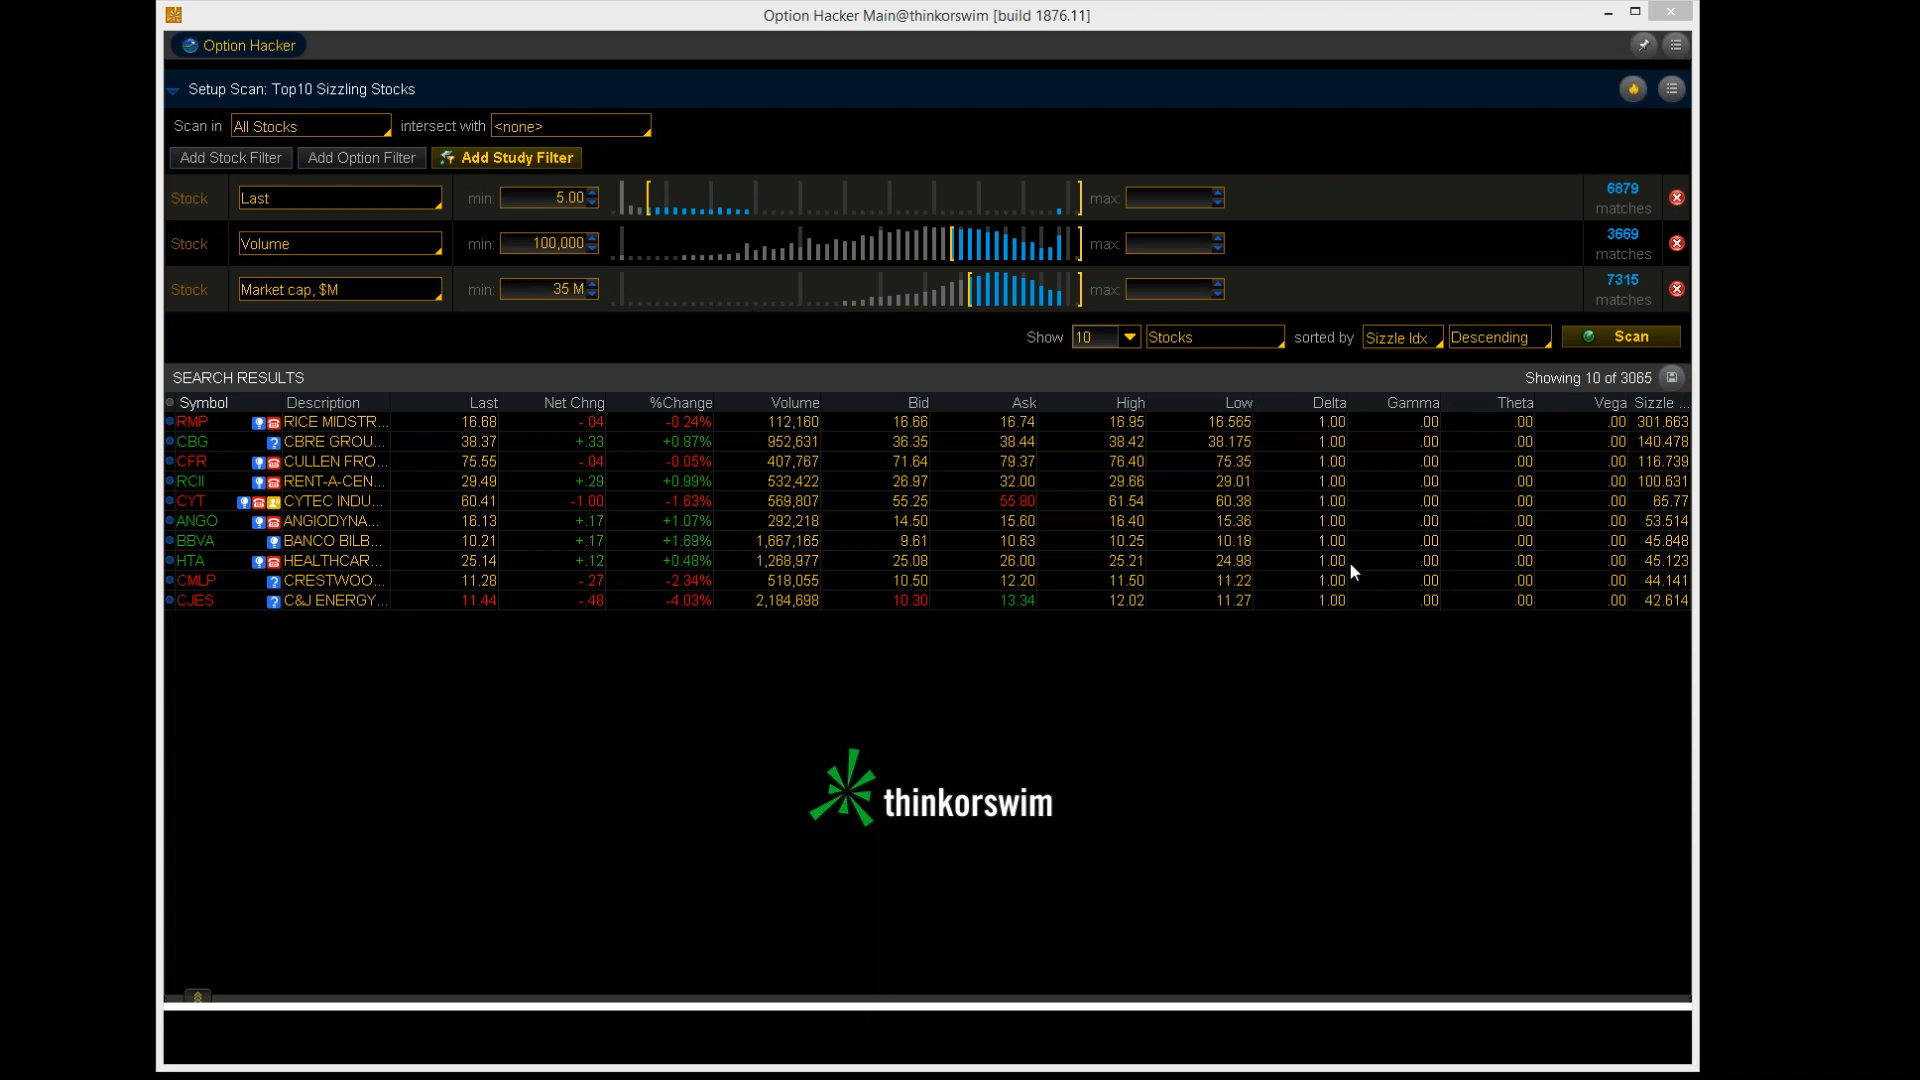 Option Hacker Main@thinkorswim [build 1876.11]
Option Hacker
Setup Scan: Top10 Sizzling Stocks
Scan in All Stocks intersect with <none>
Add Stock Filter Add Option Filter Add Study Filter
Stock Last min: 5.00 max: 6879 matches
Stock Volume min: 100,000 max: 3669 matches
Stock Market cap, $M min: 35 M max: 7315 matches
Show 10 Stocks sorted by Sizzle Idx Descending Scan
SEARCH RESULTS Showing 10 of 3065
Symbol Description Last Net Chng %Change Volume Bid Ask High Low Delta Gamma Theta Vega Sizzle ...
RMP RICE MIDSTR... 16.68 -.04 -0.24% 112,160 16.66 16.74 16.95 16.565 1.00 .00 .00 .00 301.663
CBG CBRE GROU... 38.37 +.33 +0.87% 952,631 36.35 38.44 38.42 38.175 1.00 .00 .00 .00 140.478
CFR CULLEN FRO... 75.55 -.04 -0.05% 407,767 71.64 79.37 76.40 75.35 1.00 .00 .00 .00 116.739
RCII RENT-A-CEN... 29.49 +.29 +0.99% 532,422 26.97 32.00 29.66 29.01 1.00 .00 .00 .00 100.631
CYT CYTEC INDU... 60.41 -1.00 -1.63% 569,807 55.25 55.80 61.54 60.38 1.00 .00 .00 .00 65.77
ANGO ANGIODYNA... 16.13 +.17 +1.07% 292,218 14.50 15.60 16.40 15.36 1.00 .00 .00 .00 53.514
BBVA BANCO BILB... 10.21 +.17 +1.69% 1,667,165 9.61 10.63 10.25 10.18 1.00 .00 .00 .00 45.848
HTA HEALTHCAR... 25.14 +.12 +0.48% 1,268,977 25.08 26.00 25.21 24.98 1.00 .00 .00 .00 45.123
CMLP CRESTWOO... 11.28 -.27 -2.34% 518,055 10.50 12.20 11.50 11.22 1.00 .00 .00 .00 44.141
CJES C&J ENERGY... 11.44 -.48 -4.03% 2,184,698 10.30 13.34 12.02 11.27 1.00 .00 .00 .00 42.614
thinkorswim